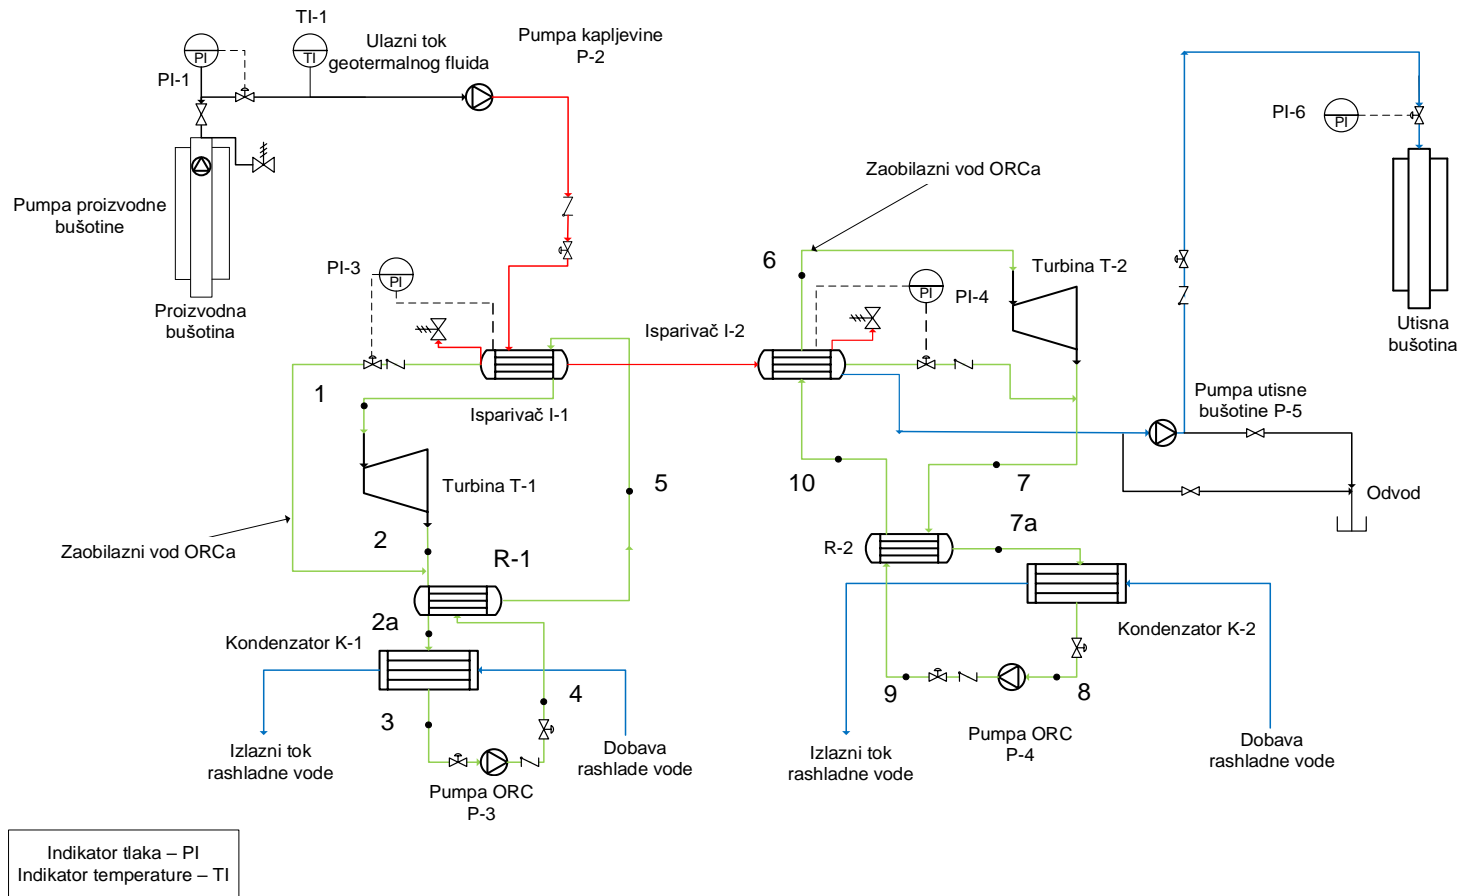 TI-1
PI
TI
PI-1
Ulazni tok
geotermalnog fluida
Pumpa kapljevine
P-2
PI-6
PI
Pumpa proizvodne
bušotine
Proizvodna
bušotina
Zaobilazni vod ORCa
PI-3
PI
6
Turbina T-2
PI
PI-4
Isparivač I-2
Utisna
bušotina
1
Isparivač I-1
Pumpa utisne
bušotine P-5
Turbina T-1
5
10
7
Odvod
Zaobilazni vod ORCa
2
R-1
7a
R-2
2a
Kondenzator K-1
Kondenzator K-2
3
4
9
8
Izlazni tok
rashladne vode
Dobava
rashlade vode
Pumpa ORC
P-3
Izlazni tok
rashladne vode
Pumpa ORC
P-4
Dobava
rashladne vode
Indikator tlaka – PI
Indikator temperature – TI